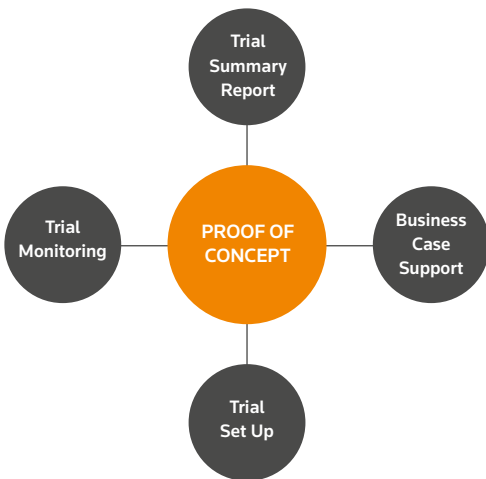 Trial
Summary
Report
Trial
Monitoring
PROOF OF
CONCEPT
Business
Case
Support
Trial
Set Up